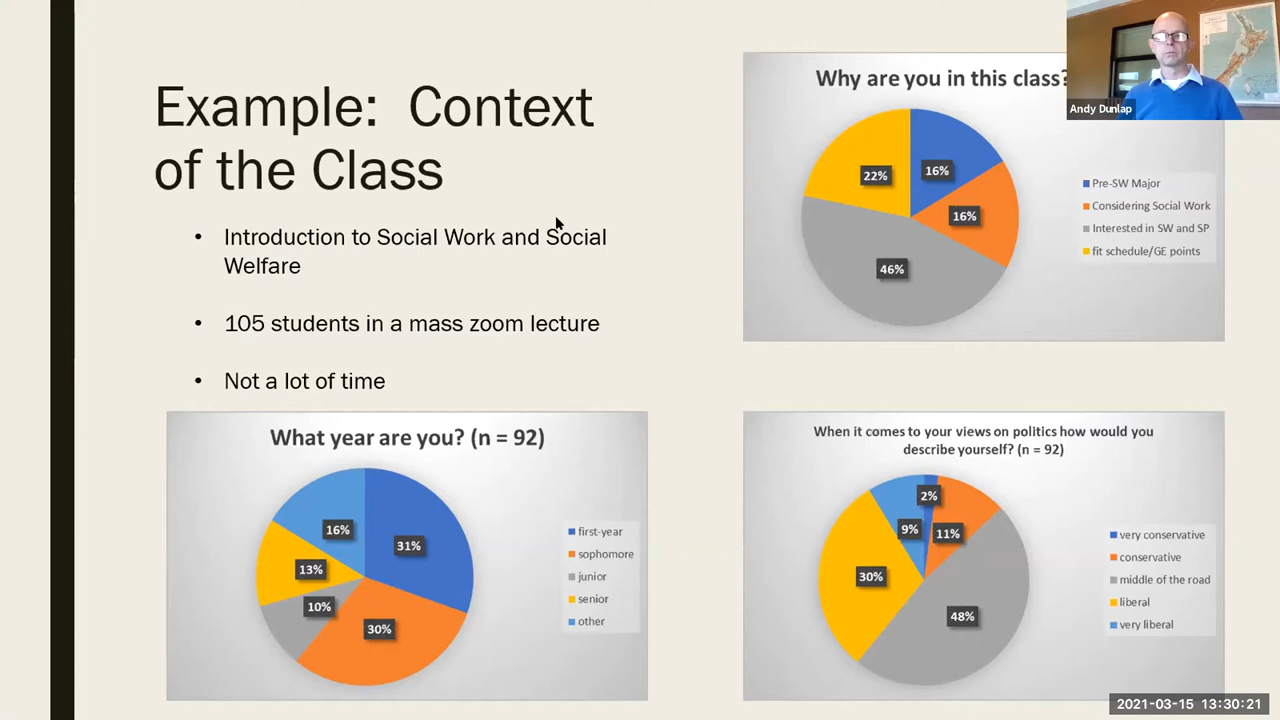 Example: Context
of the Class
• Introduction to Social Work and Social
Welfare
• 105 students in a mass zoom lecture
• Not a lot of time
Why are you in this class?
22%
16%
16%
46%
Pre-SW Major
Considering Social Work
Interested in SW and SP
fit schedule/GE points
Andy Dunlap
What year are you? (n = 92)
16%
31%
13%
10%
30%
first-year
sophomore
junior
senior
other
When it comes to your views on politics how would you
describe yourself? (n = 92)
2%
9%
11%
30%
48%
very conservative
conservative
middle of the road
liberal
very liberal
2021-03-15 13:30:21